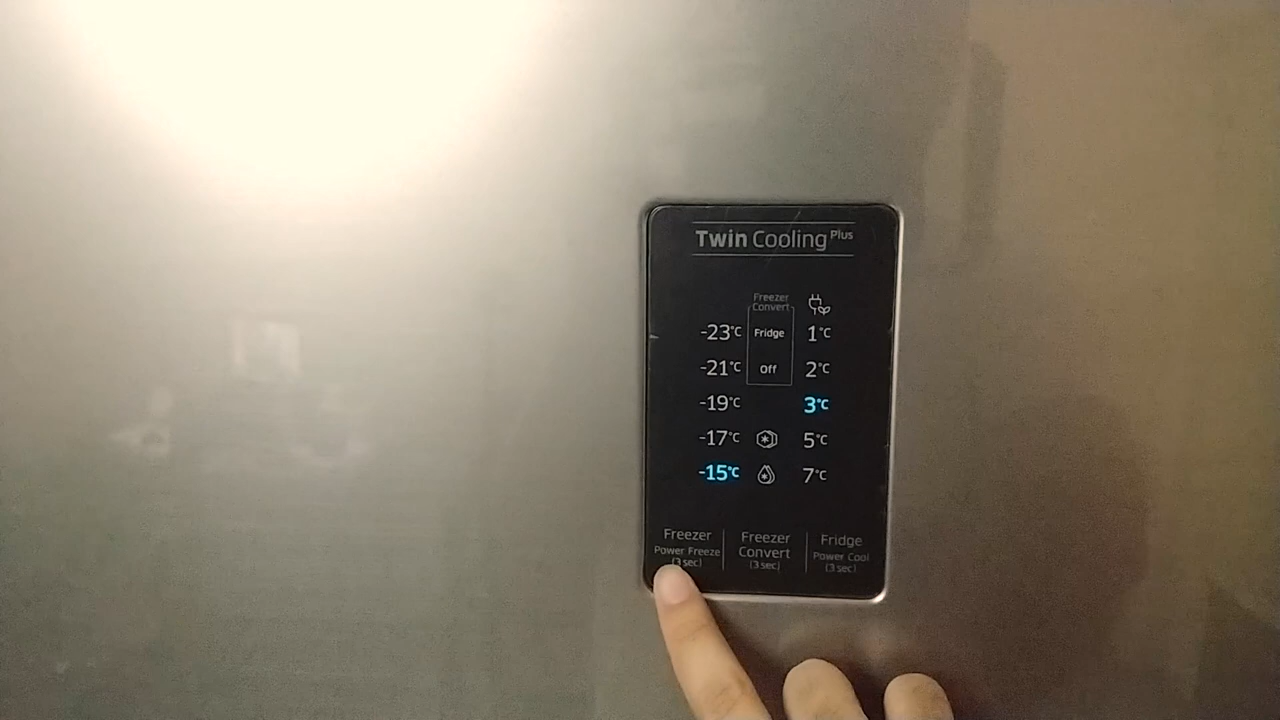 Twin Cooling Plus
Freezer
Convert
-23°C Fridge 1°C
-21°C Off 2°C
-19°C 3°C
-17°C 5°C
-15°C 7°C
Freezer
Power Freeze
(3 sec)
Freezer
Convert
(3 sec)
Fridge
Power Cool
(3 sec)